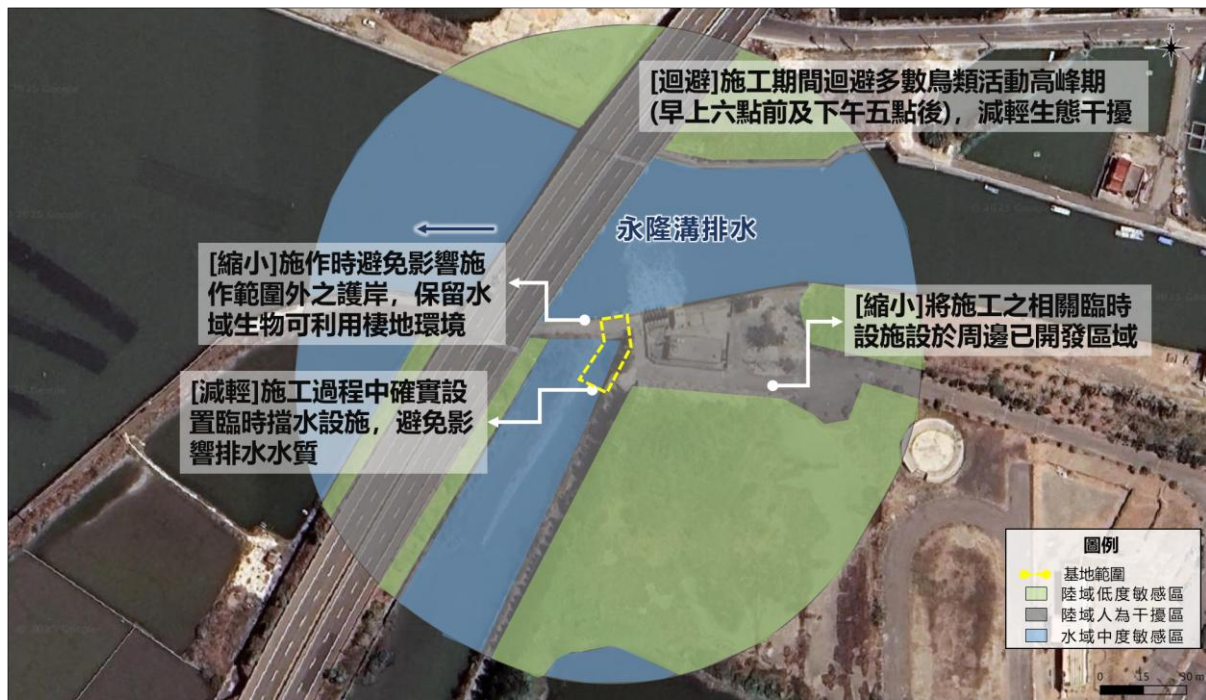 [迴避]施工期間迴避多數鳥類活動高峰期
(早上六點前及下午五點後)，減輕生態干擾
永隆溝排水
[縮小]施作時避免影響施
作範圍外之護岸，保留水
域生物可利用棲地環境
[縮小]將施工之相關臨時
設施設於周邊已開發區域
[減輕]施工過程中確實設
置臨時擋水設施，避免影
響排水水質
圖例
基地範圍
陸域低度敏感區
陸域人為干擾區
水域中度敏感區
0 15 30 m